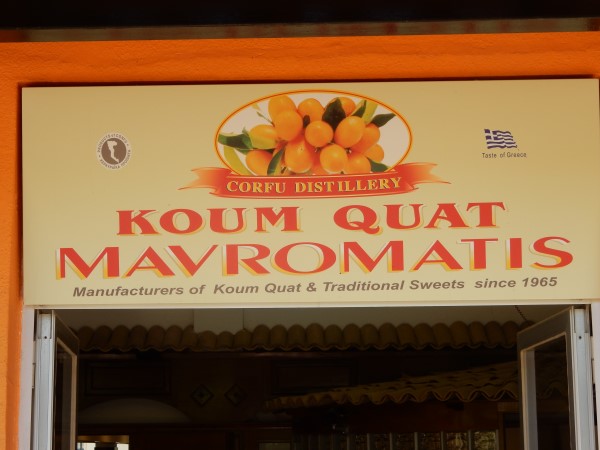 CORFU DISTILLERY
Taste of Greece
KOUM QUAT
MAVROMATIS
Manufacturers of Koum Quat & Traditional Sweets since 1965